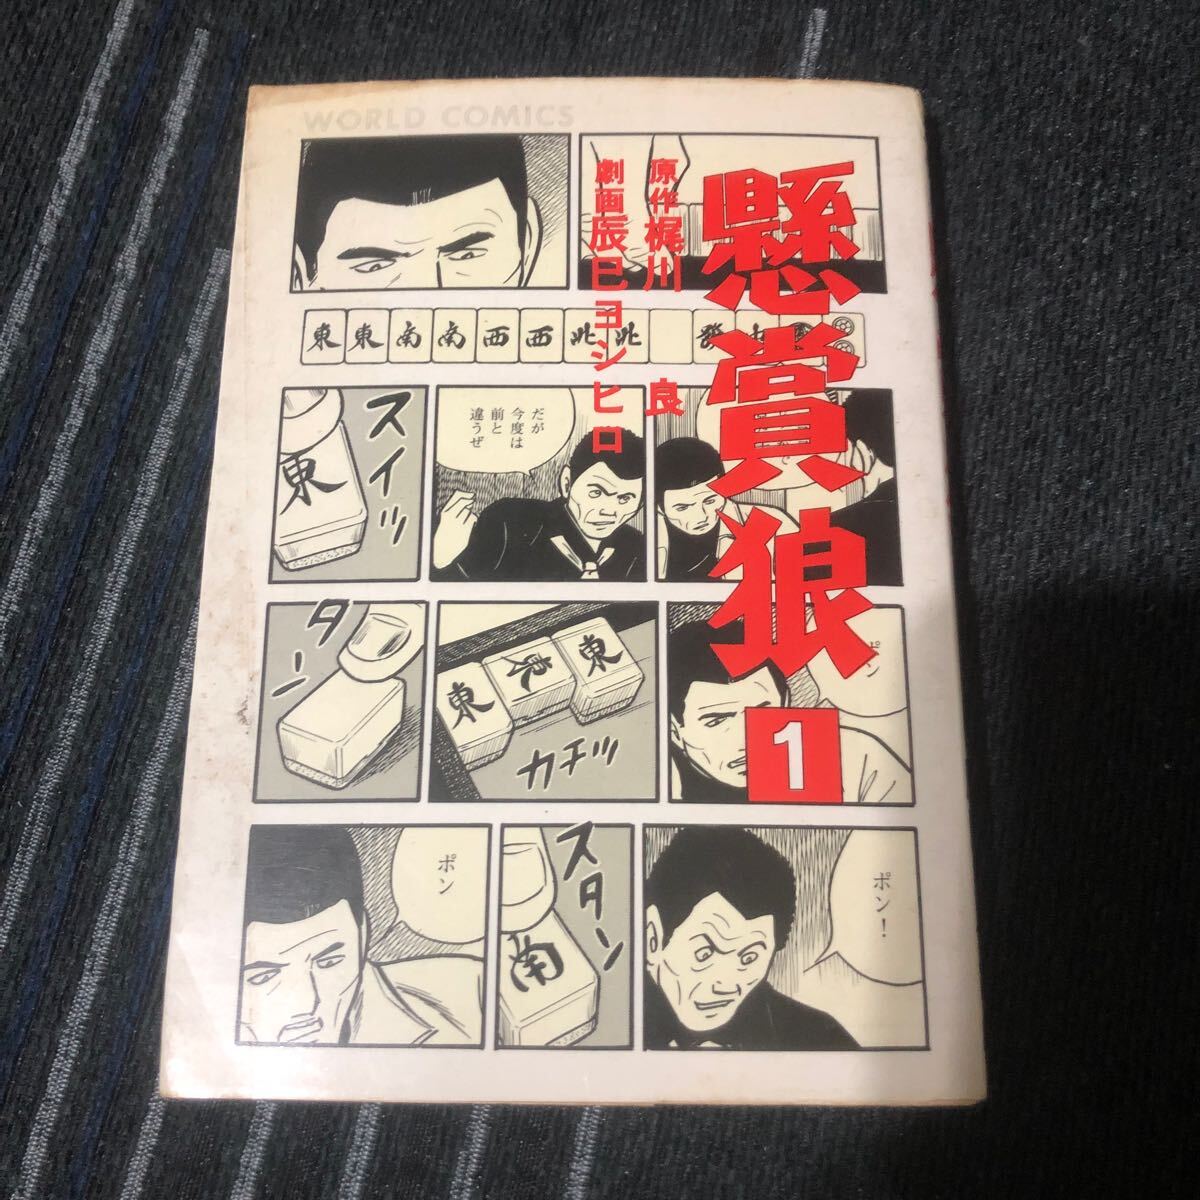 WORLD COMICS
懸賞狼
1
原作梶川 良
劇画辰巳ヨシヒロ
東 東 南 南 西 西 北 北
東
スイッ
だが
今度は
前と
違うぜ
ター
東 東 東
カチッ
ポン
ポン
南
スタン
ポン!